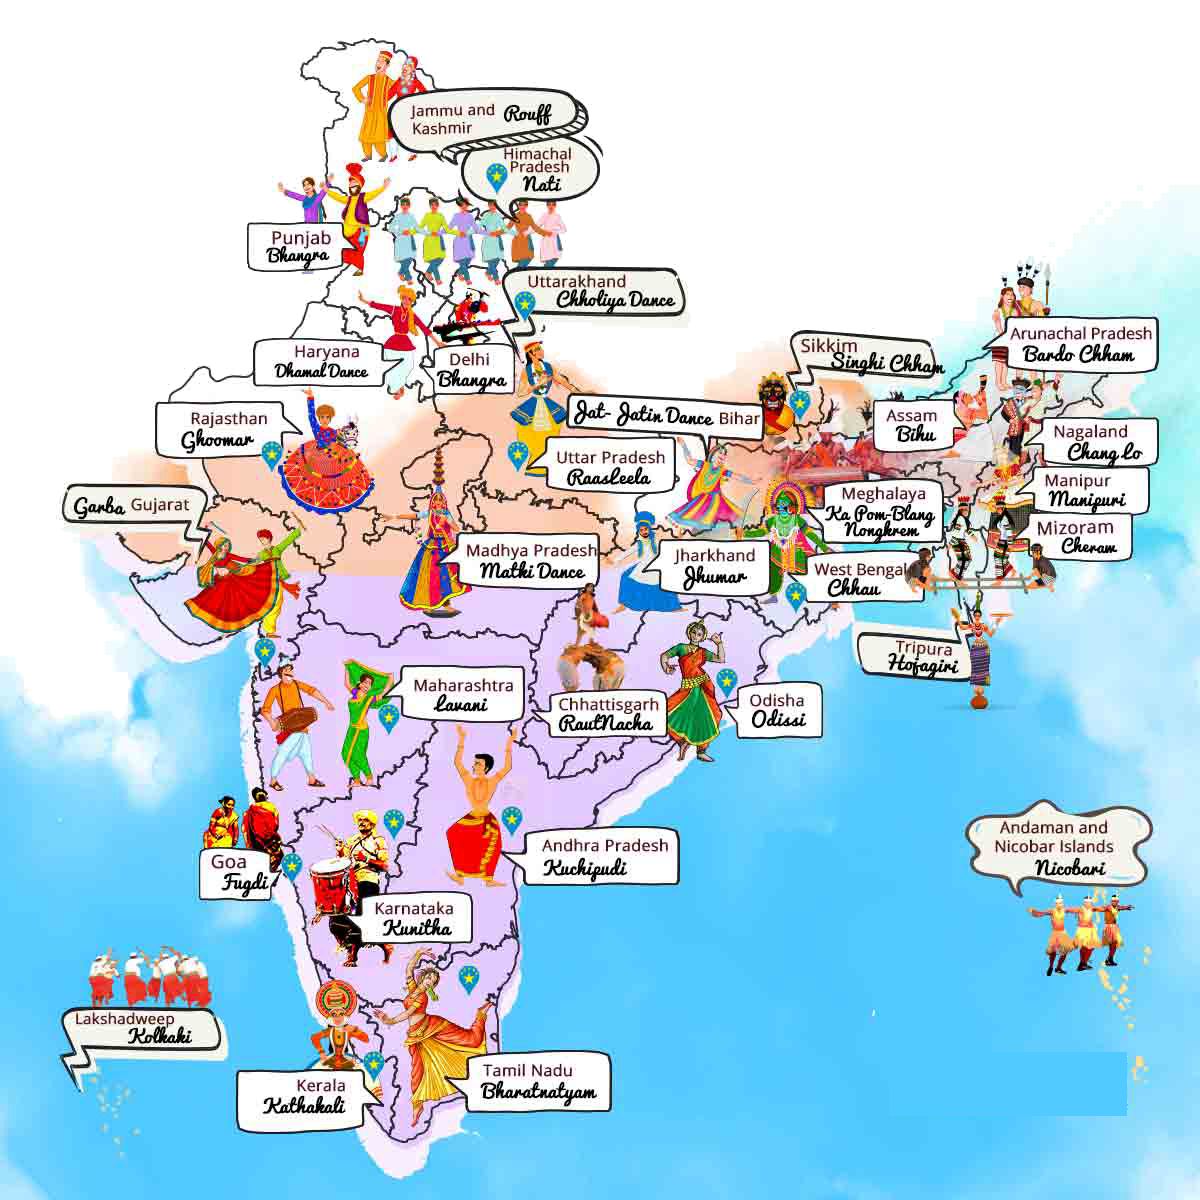 Jammu and Rouff
Kashmir
Himachal
Pradesh
Nati
Punjab
Bhangra
Uttarakhand
Chholiya Dance
Haryana
Dhamal Dance
Delhi
Bhangra
Sikkim
Singhi Chham
Arunachal Pradesh
Bardo Chham
Rajasthan
Ghoomar
Jat- Jatin Dance Bihar
Assam
Bihu
Nagaland
Chang Lo
Uttar Pradesh
RaasLeela
Garba Gujarat
Meghalaya
Ka Pom-Blang
Nongkrem
Manipur
Manipuri
Mizoram
Cheraw
Madhya Pradesh
Matki Dance
Jharkhand
Jhumar
West Bengal
Chhau
Tripura
Hofagiri
Maharashtra
Lavani
Chhattisgarh
RautNacha
Odisha
Odissi
Andhra Pradesh
Kuchipudi
Goa
Fugdi
Karnataka
Kunitha
Andaman and
Nicobar Islands
Nicobari
Lakshadweep
Kolkaki
Kerala
Kathakali
Tamil Nadu
Bharatnatyam